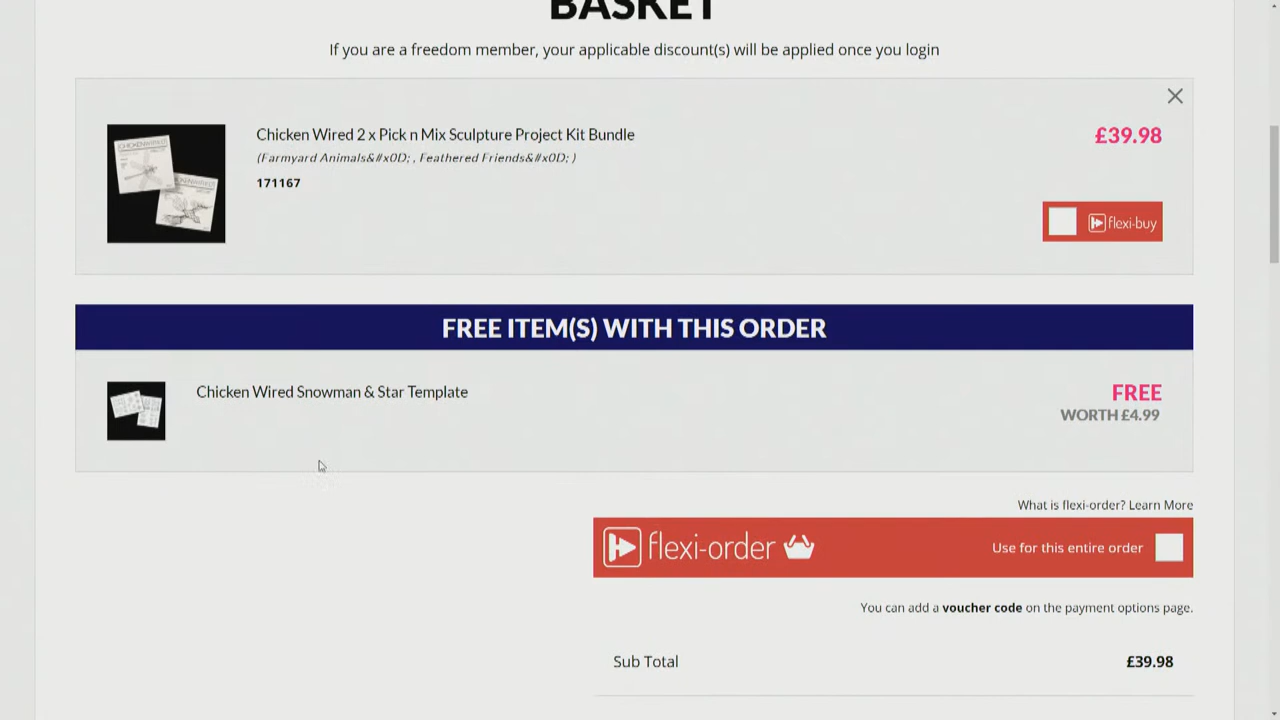 BASKET
If you are a freedom member, your applicable discount(s) will be applied once you login
Chicken Wired 2 x Pick n Mix Sculpture Project Kit Bundle
£39.98
(Farmyard Animals&#x0D; , Feathered Friends&#x0D; )
171167
flexi-buy
FREE ITEM(S) WITH THIS ORDER
Chicken Wired Snowman & Star Template
FREE
WORTH £4.99
What is flexi-order? Learn More
flexi-order
Use for this entire order
You can add a voucher code on the payment options page.
Sub Total
£39.98